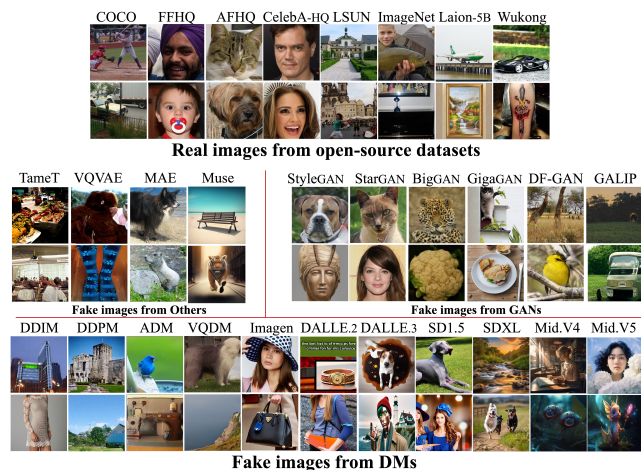 COCO FFHQ AFHQ CelebA-HQ LSUN ImageNet Laion-5B Wukong
Real images from open-source datasets
TameT VQVAE MAE Muse
Fake images from Others
StyleGAN StarGAN BigGAN GigaGAN DF-GAN GALIP
Fake images from GANs
DDIM DDPM ADM VQDM Imagen DALLE.2 DALLE.3 SD1.5 SDXL Mid.V4 Mid.V5
Fake images from DMs